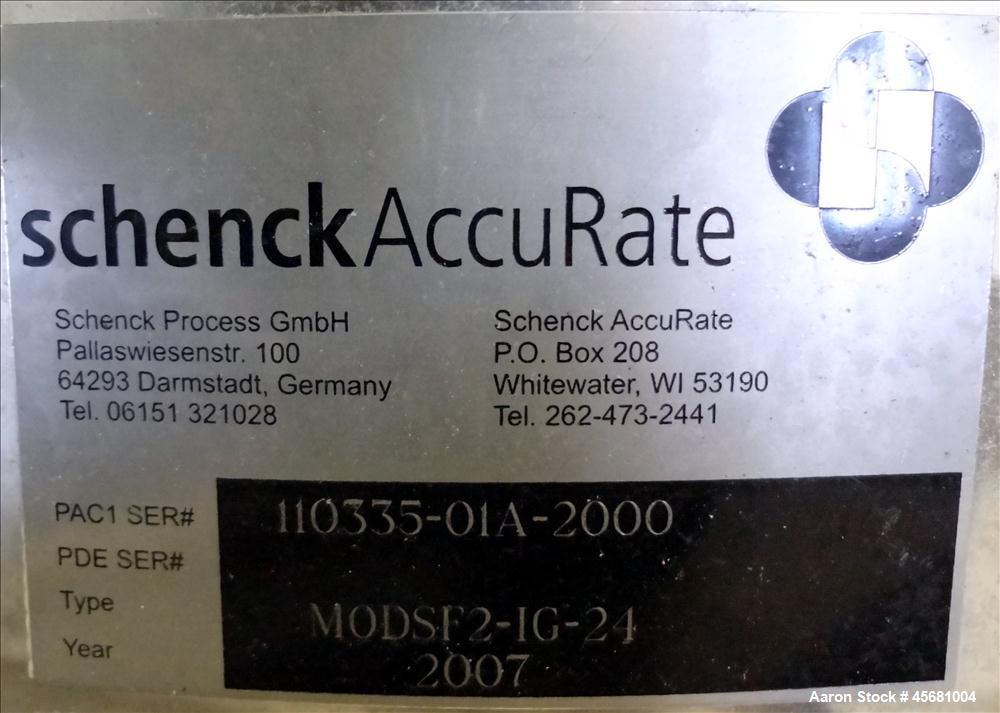 schenckAccuRate
Schenck Process GmbH
Pallaswiesenstr. 100
64293 Darmstadt, Germany
Tel. 06151 321028
Schenck AccuRate
P.O. Box 208
Whitewater, WI 53190
Tel. 262-473-2441
PAC1 SER# 110335-01A-2000
PDE SER#
Type MODSF2-IG-24
Year 2007
Aaron Stock # 45681004